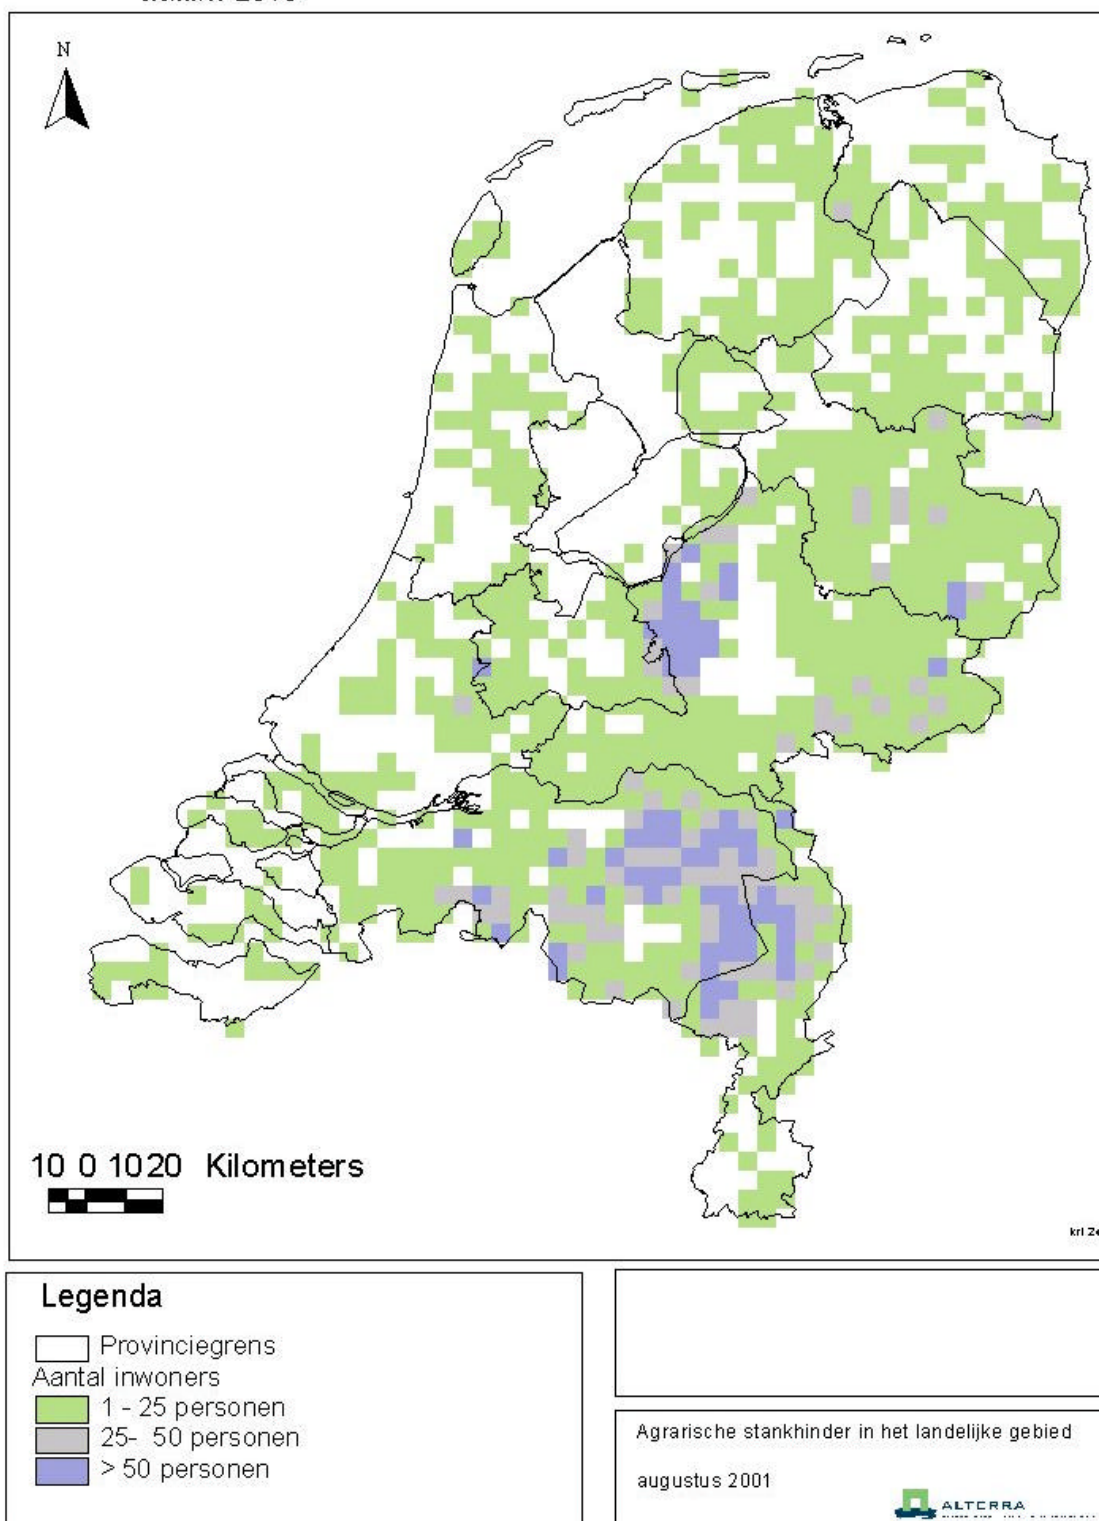 N
10 0 10 20 Kilometers
Legenda
Provinciegrens
Aantal inwoners
1 - 25 personen
25- 50 personen
> 50 personen
Agrarische stankhinder in het landelijke gebied
augustus 2001
ALTERRA